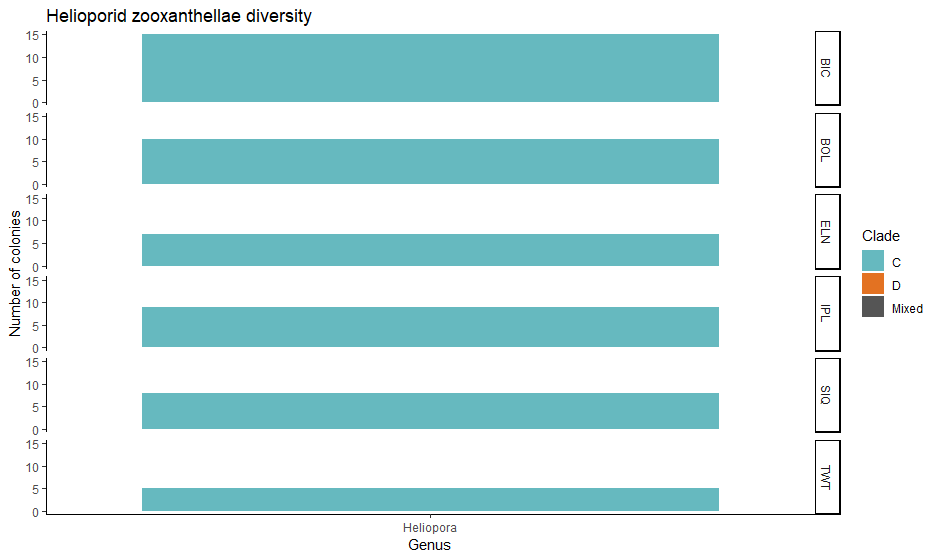 Helioporid zooxanthellae diversity
Number of colonies
15
10
5
0
BIC
15
10
5
0
BOL
15
10
5
0
ELN
15
10
5
0
IPL
15
10
5
0
SIQ
15
10
5
0
TWT
Heliopora
Genus
Clade
C
D
Mixed